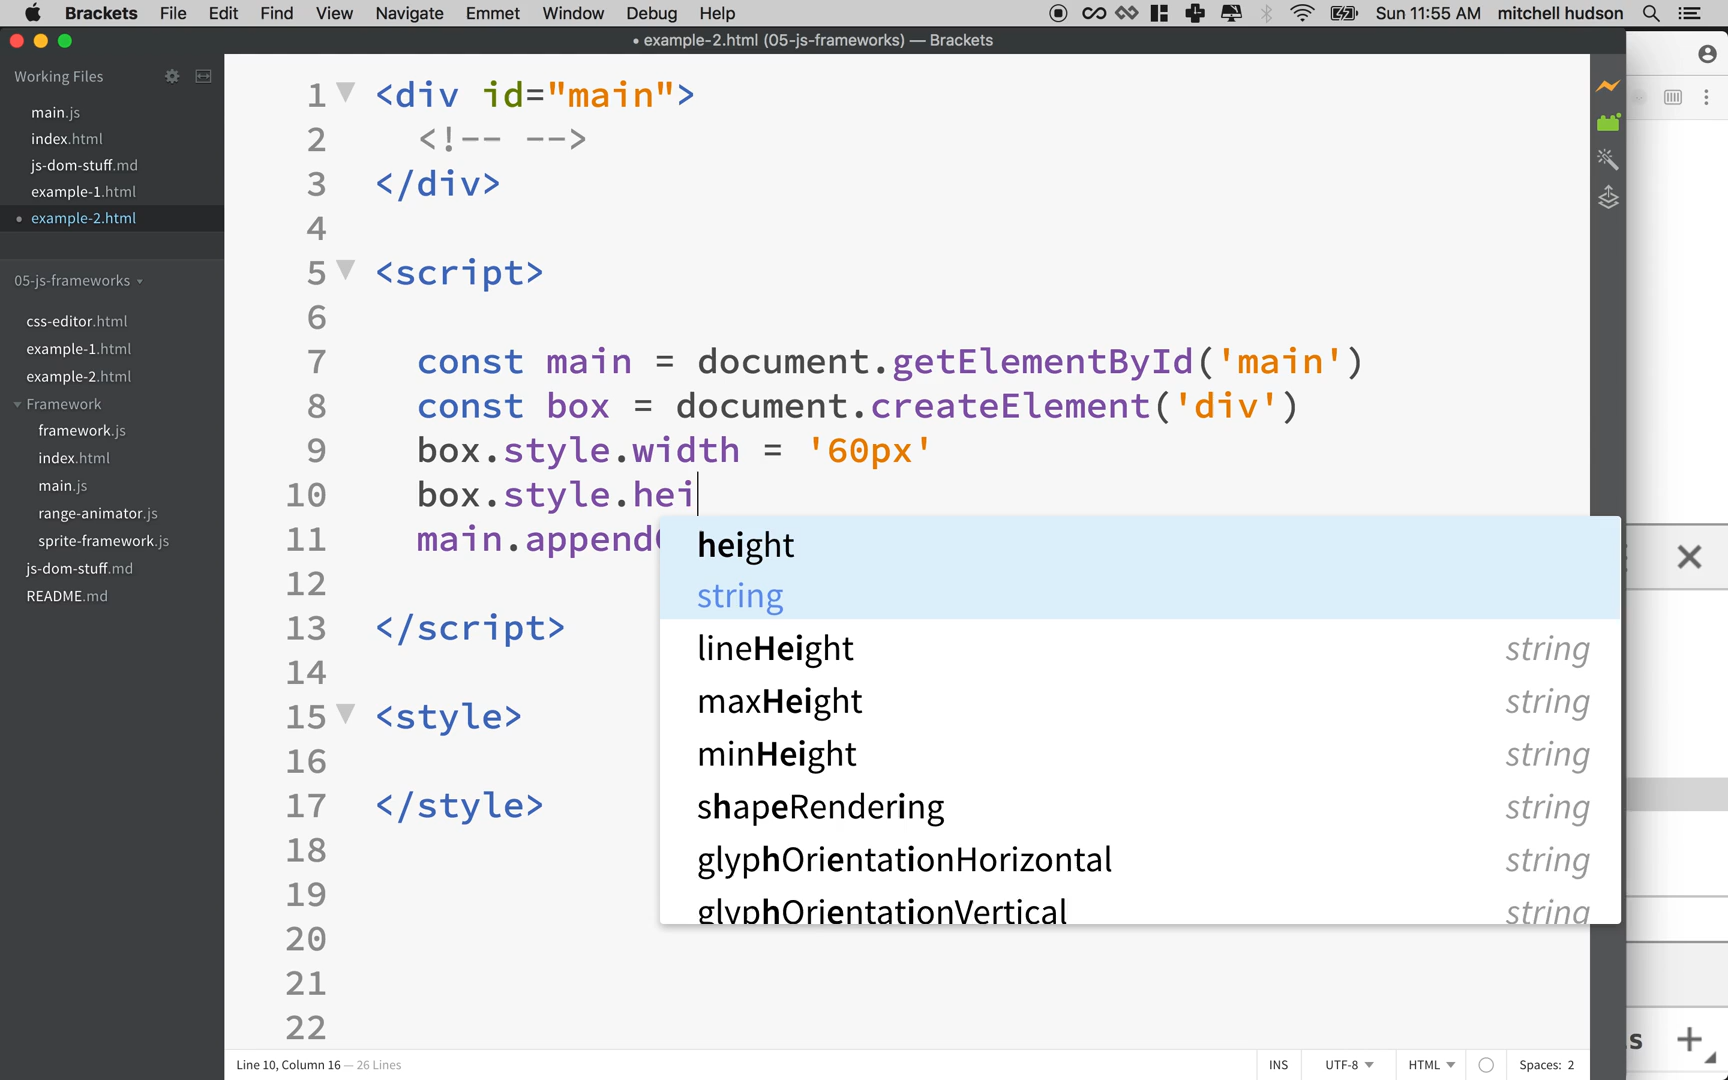 Brackets File Edit Find View Navigate Emmet Window Debug Help Sun 11:55 AM mitchell hudson
• example-2.html (05-js-frameworks) — Brackets
Working Files
main.js
index.html
js-dom-stuff.md
example-1.html
example-2.html
05-js-frameworks
css-editor.html
example-1.html
example-2.html
Framework
framework.js
index.html
main.js
range-animator.js
sprite-framework.js
js-dom-stuff.md
README.md
1 <div id="main">
2 <!-- -->
3 </div>
4
5 <script>
6
7 const main = document.getElementById('main')
8 const box = document.createElement('div')
9 box.style.width = '60px'
10 box.style.hei
11 main.append
12
13 </script>
14
15 <style>
16
17 </style>
18
19
20
21
22
height
string
lineHeight string
maxHeight string
minHeight string
shapeRendering string
glyphOrientationHorizontal string
glyphOrientationVertical string
Line 10, Column 16 — 26 Lines
INS UTF-8 HTML Spaces: 2